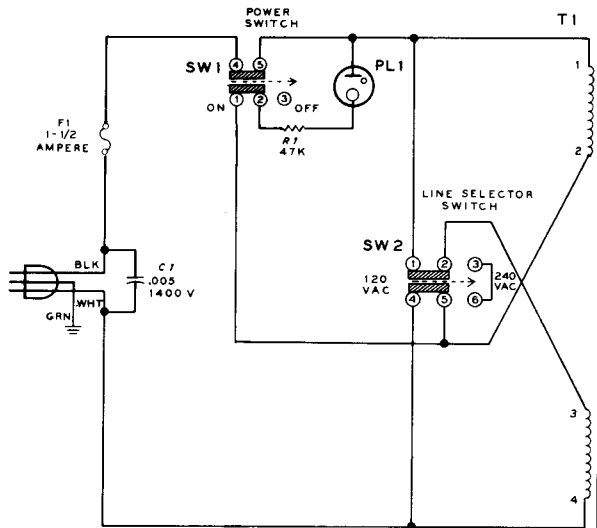 POWER
SWITCH
T1
4 5
SW1
PL1
1
ON 1 2 3 OFF
F1
1-1/2
AMPERE
R1
47K
2
LINE SELECTOR
SWITCH
SW2
1 2 3
BLK
C1
.005
1400 V
120
VAC
240
VAC
WHT
4 5 6
GRN
3
4